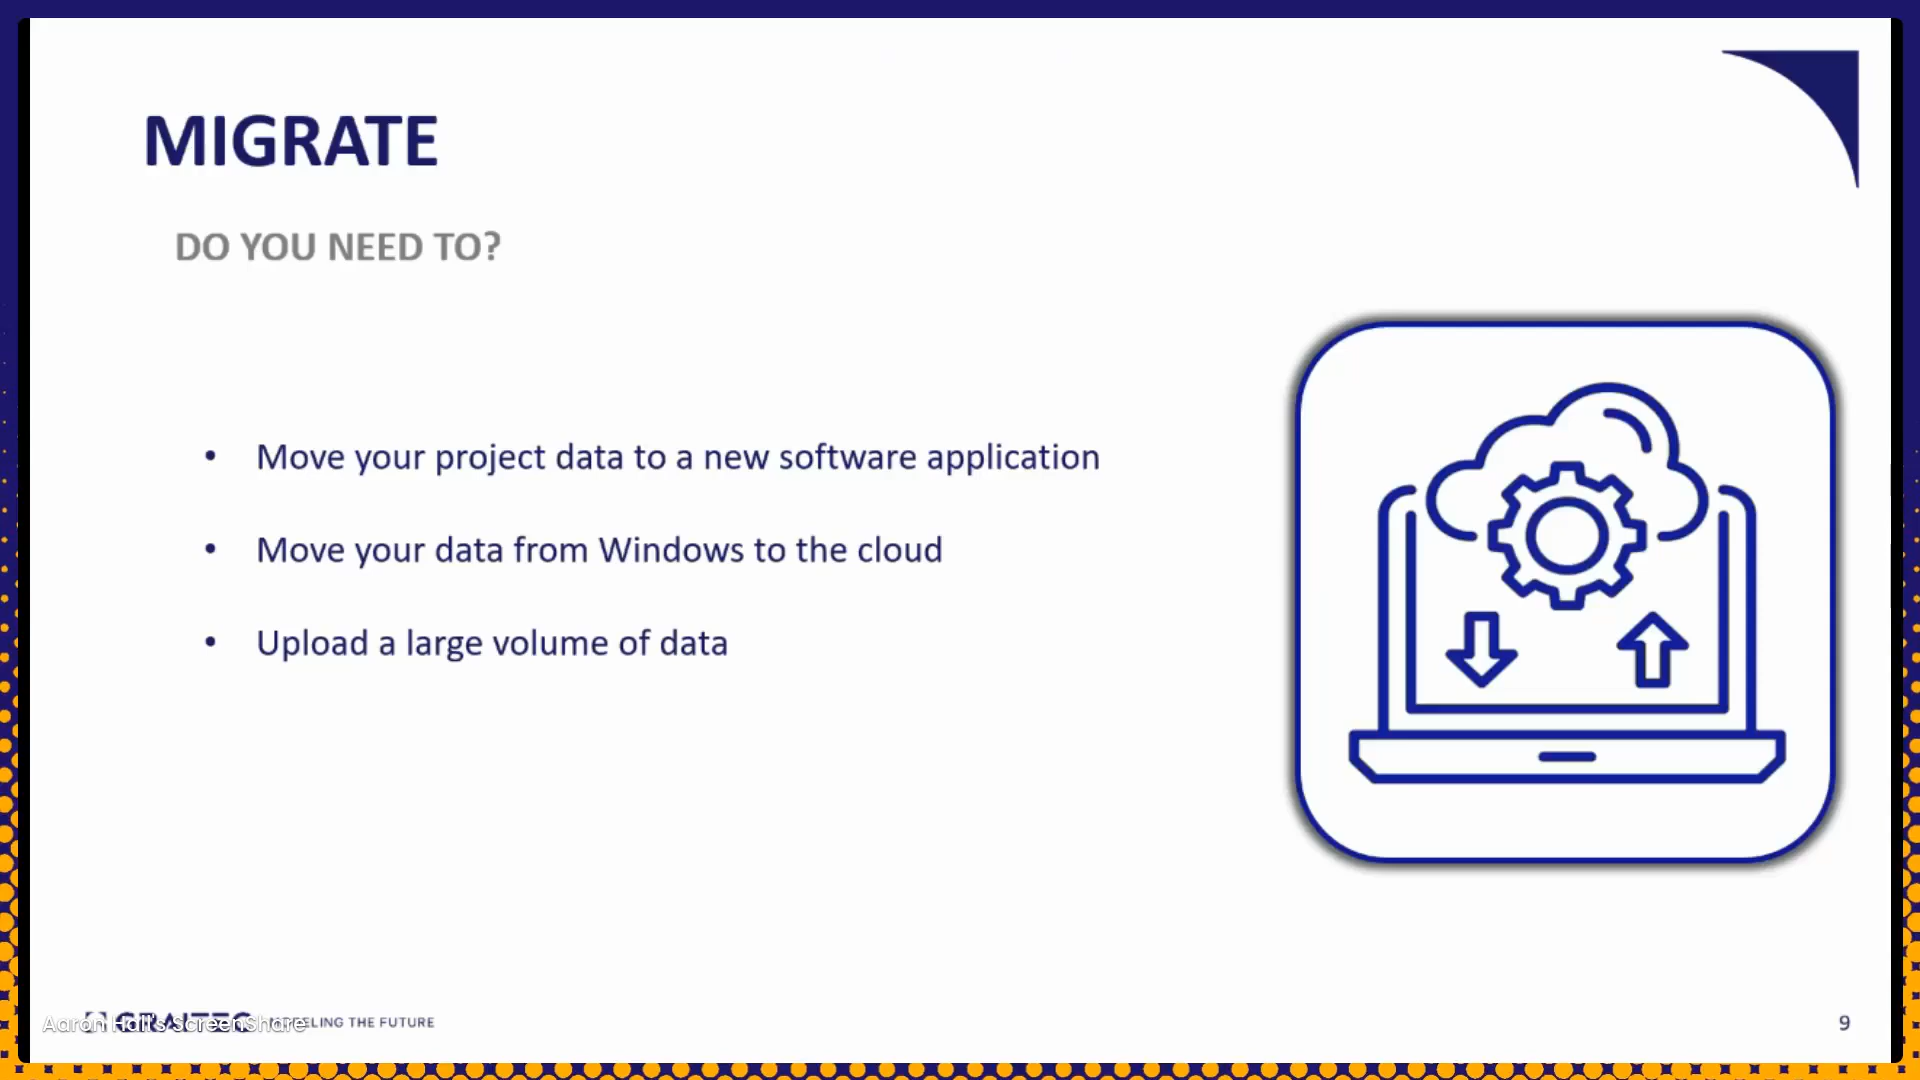 MIGRATE
DO YOU NEED TO?
• Move your project data to a new software application
• Move your data from Windows to the cloud
• Upload a large volume of data
Aaron Hall's ScreenShare
GRAITEC
THE FUTURE
9